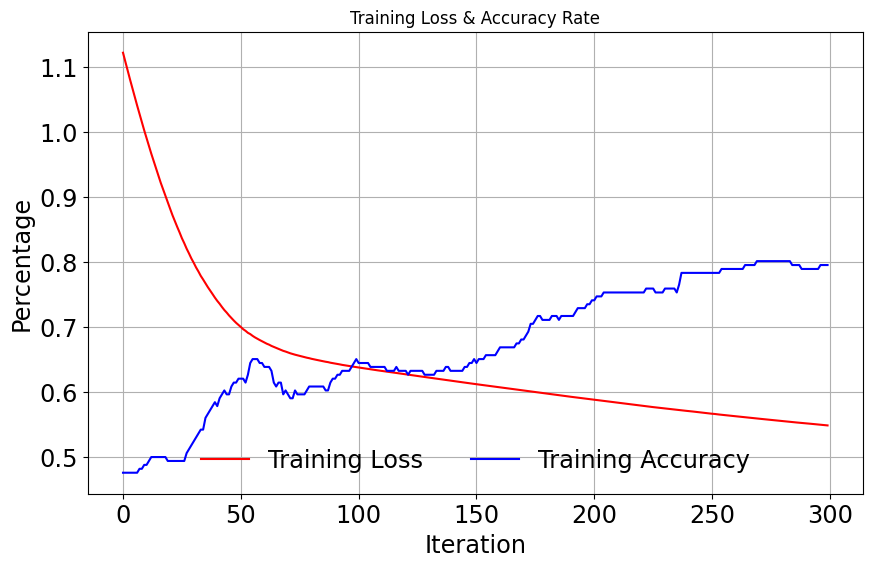 Training Loss & Accuracy Rate
1.1
1.0
0.9
0.8
0.7
0.6
0.5
Percentage
Training Loss
Training Accuracy
0 50 100 150 200 250 300
Iteration